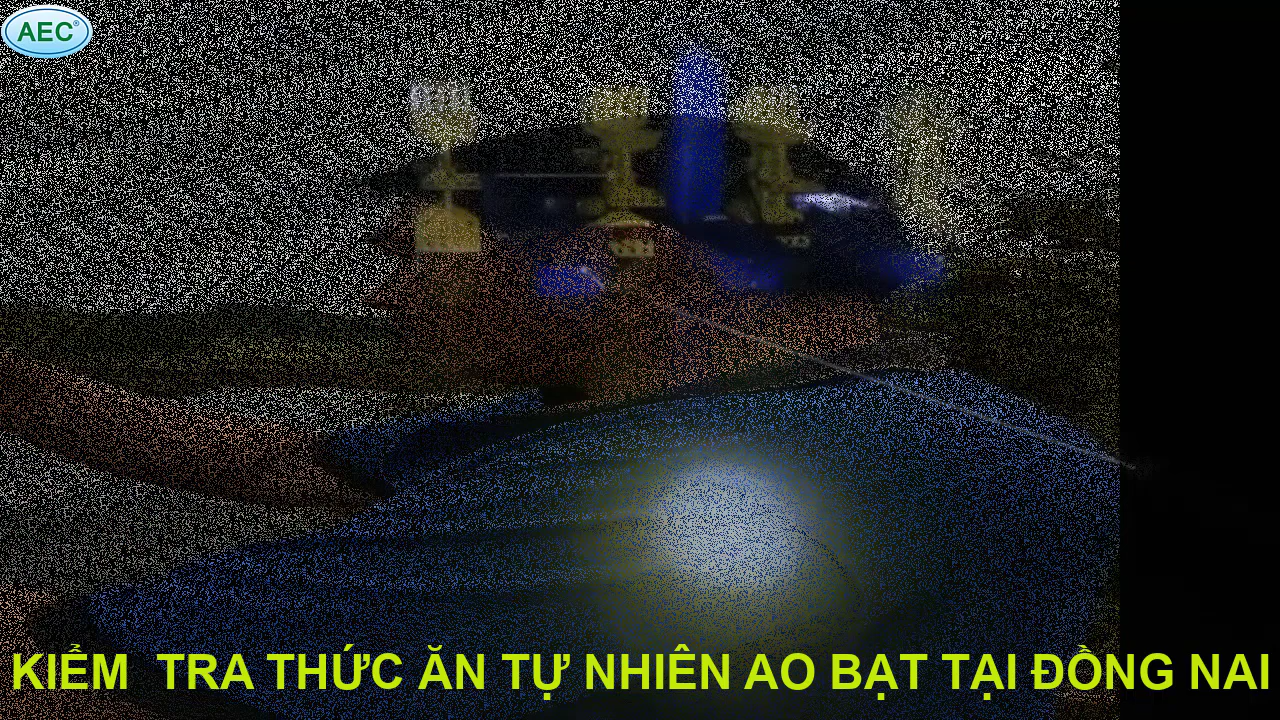 AEC®
KIỂM TRA THỨC ĂN TỰ NHIÊN AO BẠT TẠI ĐỒNG NAI